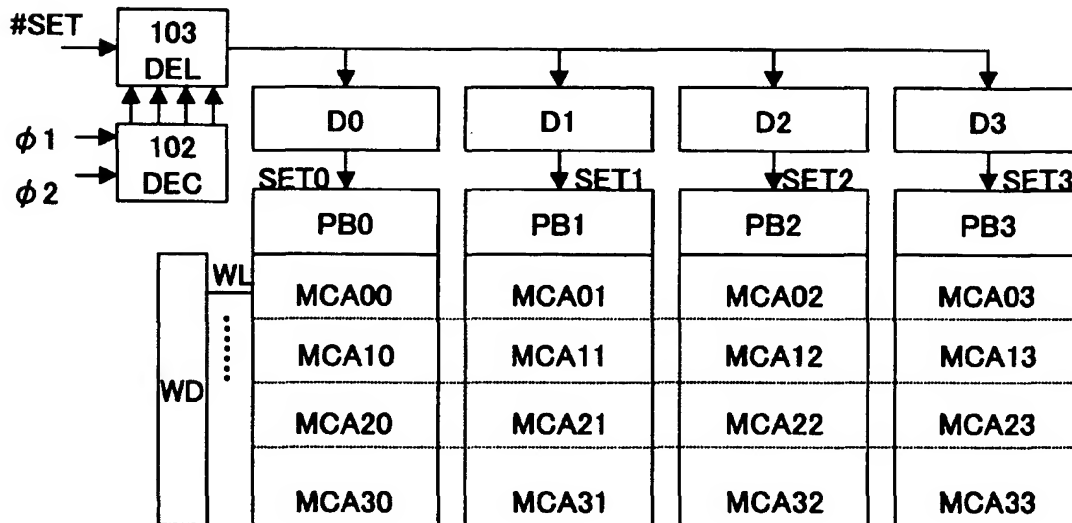 #SET
103
DEL
φ1
φ2
102
DEC
D0
D1
D2
D3
SET0
SET1
SET2
SET3
PB0
PB1
PB2
PB3
WL
WD
MCA00
MCA01
MCA02
MCA03
MCA10
MCA11
MCA12
MCA13
MCA20
MCA21
MCA22
MCA23
MCA30
MCA31
MCA32
MCA33